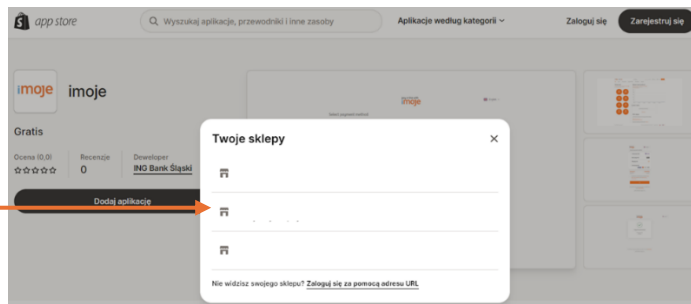 app store
Wyszukaj aplikacje, przewodniki i inne zasoby
Aplikacje według kategorii
Zaloguj się
Zarejestruj się
imoje
imoje
Gratis
Ocena (0,0)
Recenzje
Deweloper
0
ING Bank Śląski
Dodaj aplikację
imoje
Twoje sklepy
Nie widzisz swojego sklepu? Zaloguj się za pomocą adresu URL